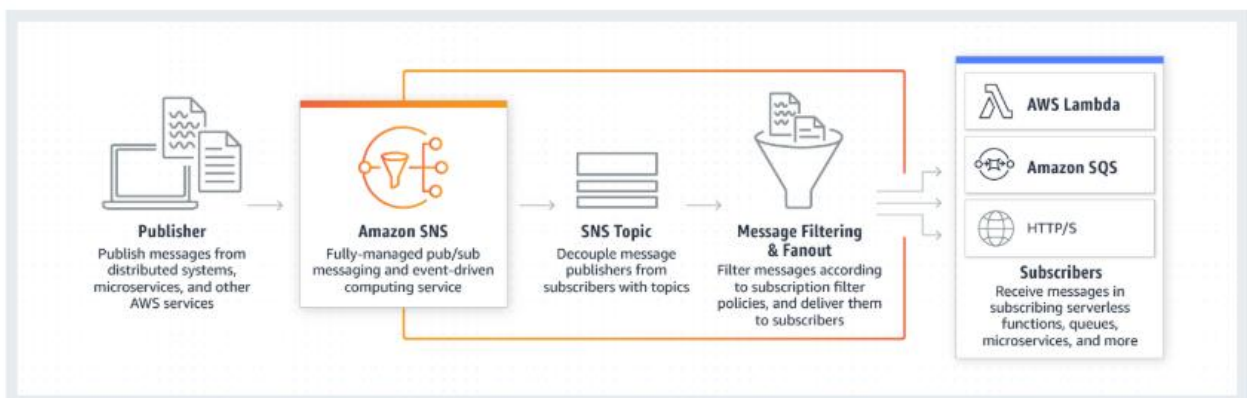 Publisher
Publish messages from
distributed systems,
microservices, and other
AWS services
Amazon SNS
Fully-managed pub/sub
messaging and event-driven
computing service
SNS Topic
Decouple message
publishers from
subscribers with topics
Message Filtering
& Fanout
Filter messages according
to subscription filter
policies, and deliver them
to subscribers
AWS Lambda
Amazon SQS
HTTP/S
Subscribers
Receive messages in
subscribing serverless
functions, queues,
microservices, and more